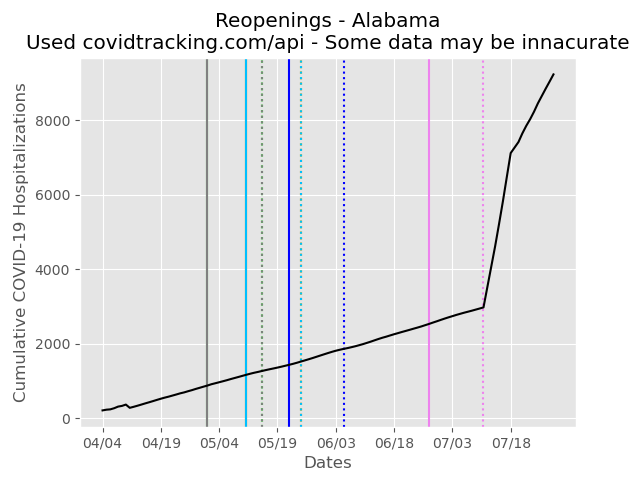 Reopenings - Alabama
Used covidtracking.com/api - Some data may be innacurate
Cumulative COVID-19 Hospitalizations
8000
6000
4000
2000
0
04/04 04/19 05/04 05/19 06/03 06/18 07/03 07/18
Dates